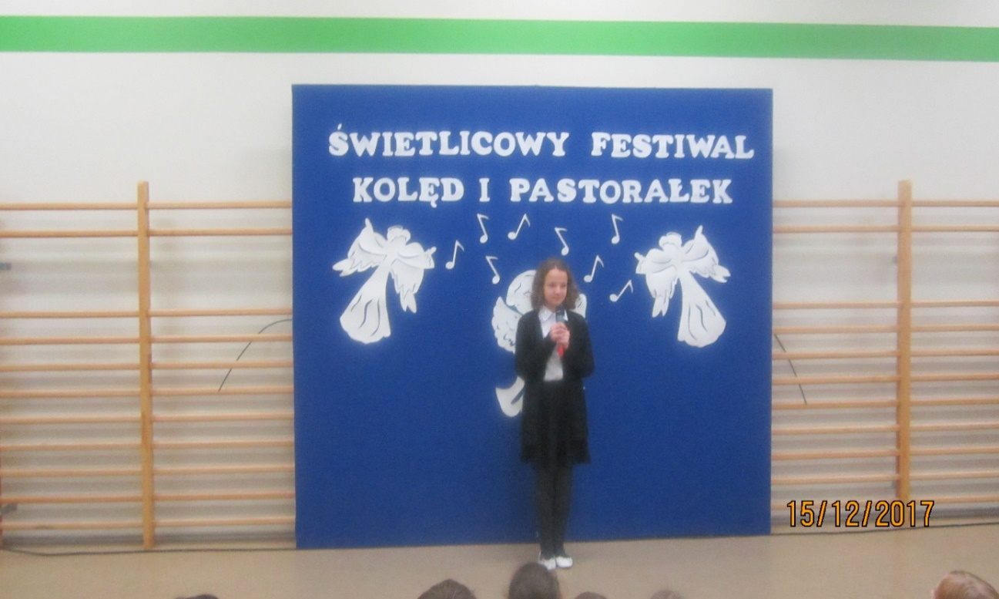 ŚWIETLICOWY FESTIWAL
KOLĘD I PASTORAŁEK
15/12/2017